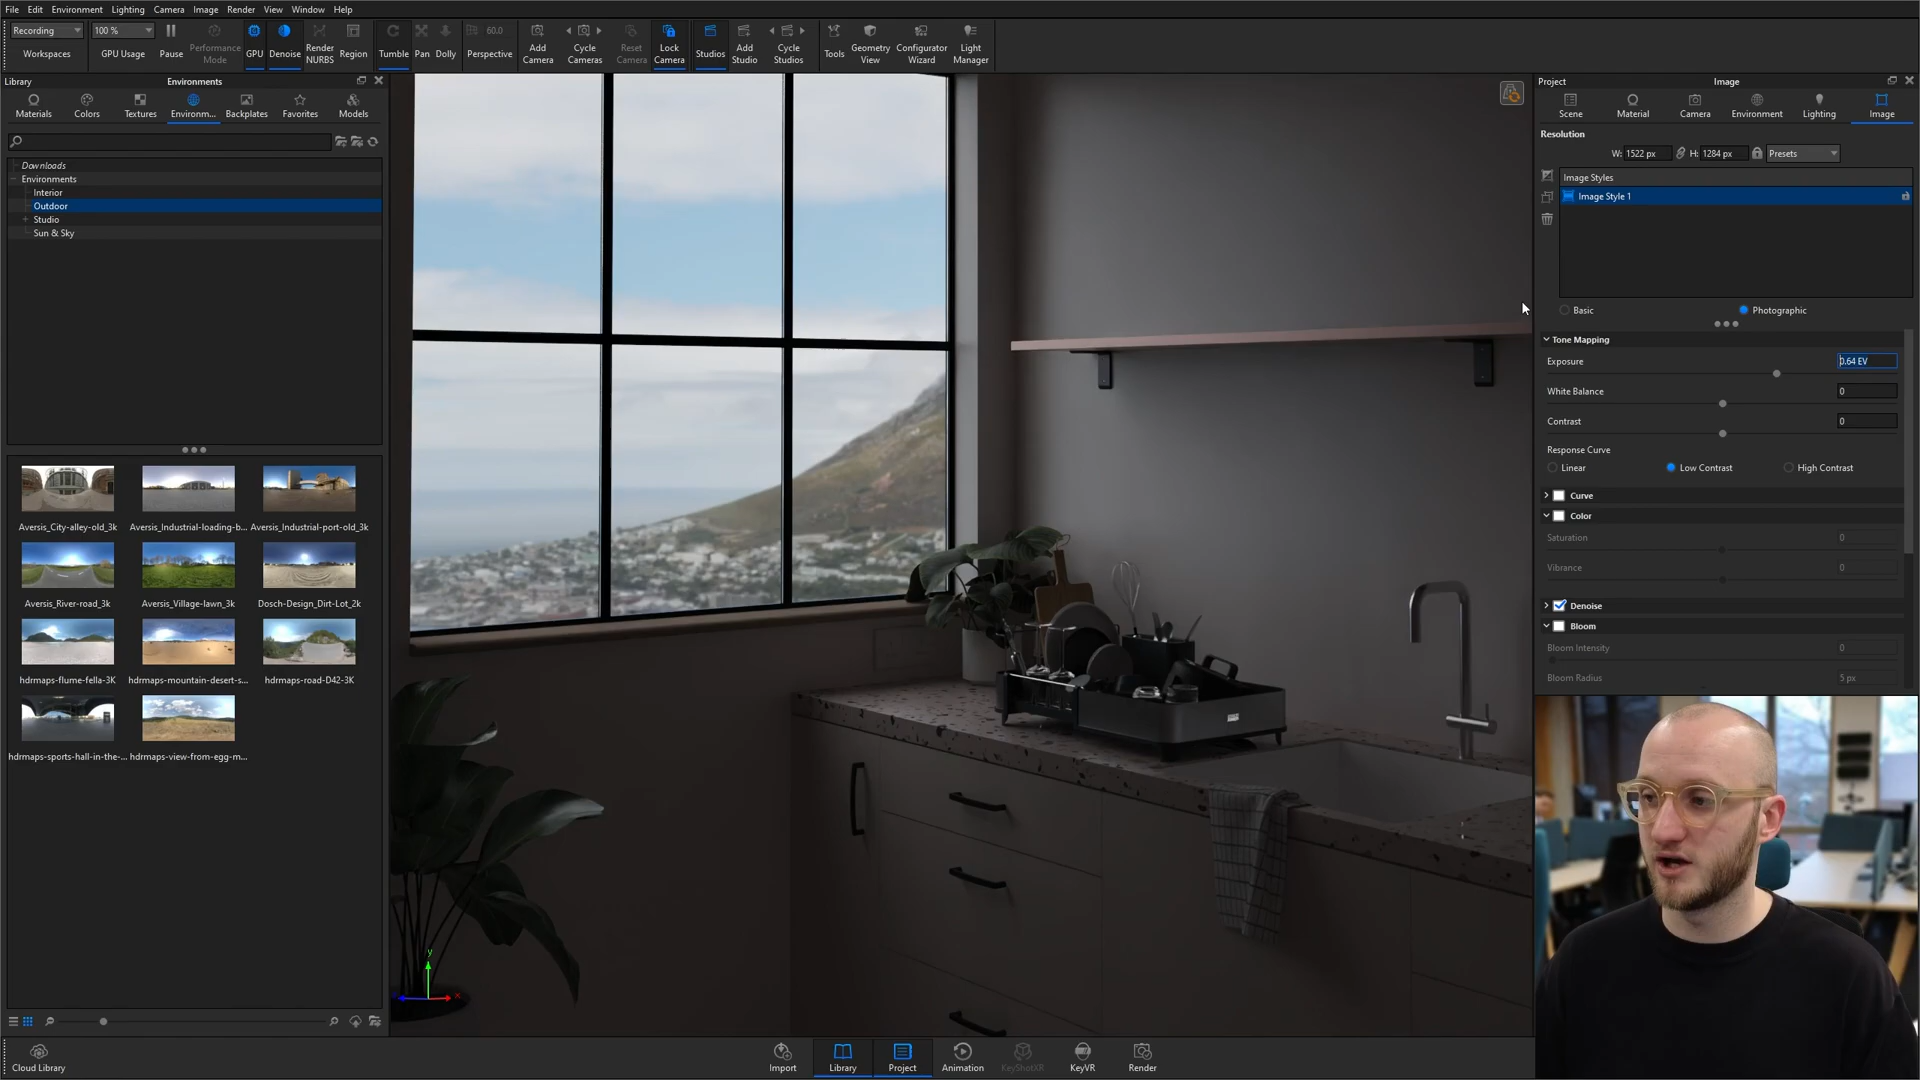 File Edit Environment Lighting Camera Image Render View Window Help
Recording 100 % 60.0
Workspaces GPU Usage Pause Performance Mode GPU Denoise Render NURBS Region Tumble Pan Dolly Perspective Add Camera Cycle Cameras Reset Camera Lock Camera Studios Add Studio Cycle Studios Tools Geometry View Configurator Wizard Light Manager
Library Environments
Materials Colors Textures Environm... Backplates Favorites Models
Downloads
Environments
Interior
Outdoor
Studio
Sun & Sky
Aversis_City-alley-old_3k Aversis_Industrial-loading-b... Aversis_Industrial-port-old_3k
Aversis_River-road_3k Aversis_Village-lawn_3k Dosch-Design_Dirt-Lot_2k
hdrmaps-flume-fella-3K hdrmaps-mountain-desert-s... hdrmaps-road-D42-3K
hdrmaps-sports-hall-in-the-... hdrmaps-view-from-egg-m...
y
x
Project Image
Scene Material Camera Environment Lighting Image
Resolution
W: 1522 px H: 1284 px Presets
Image Styles
Image Style 1
Basic Photographic
Tone Mapping
Exposure 0.64 EV
White Balance 0
Contrast 0
Response Curve
Linear Low Contrast High Contrast
Curve
Color
Saturation 0
Vibrance 0
Denoise
Bloom
Bloom Intensity 0
Bloom Radius 5 px
Cloud Library Import Library Project Animation KeyShotXR KeyVR Render